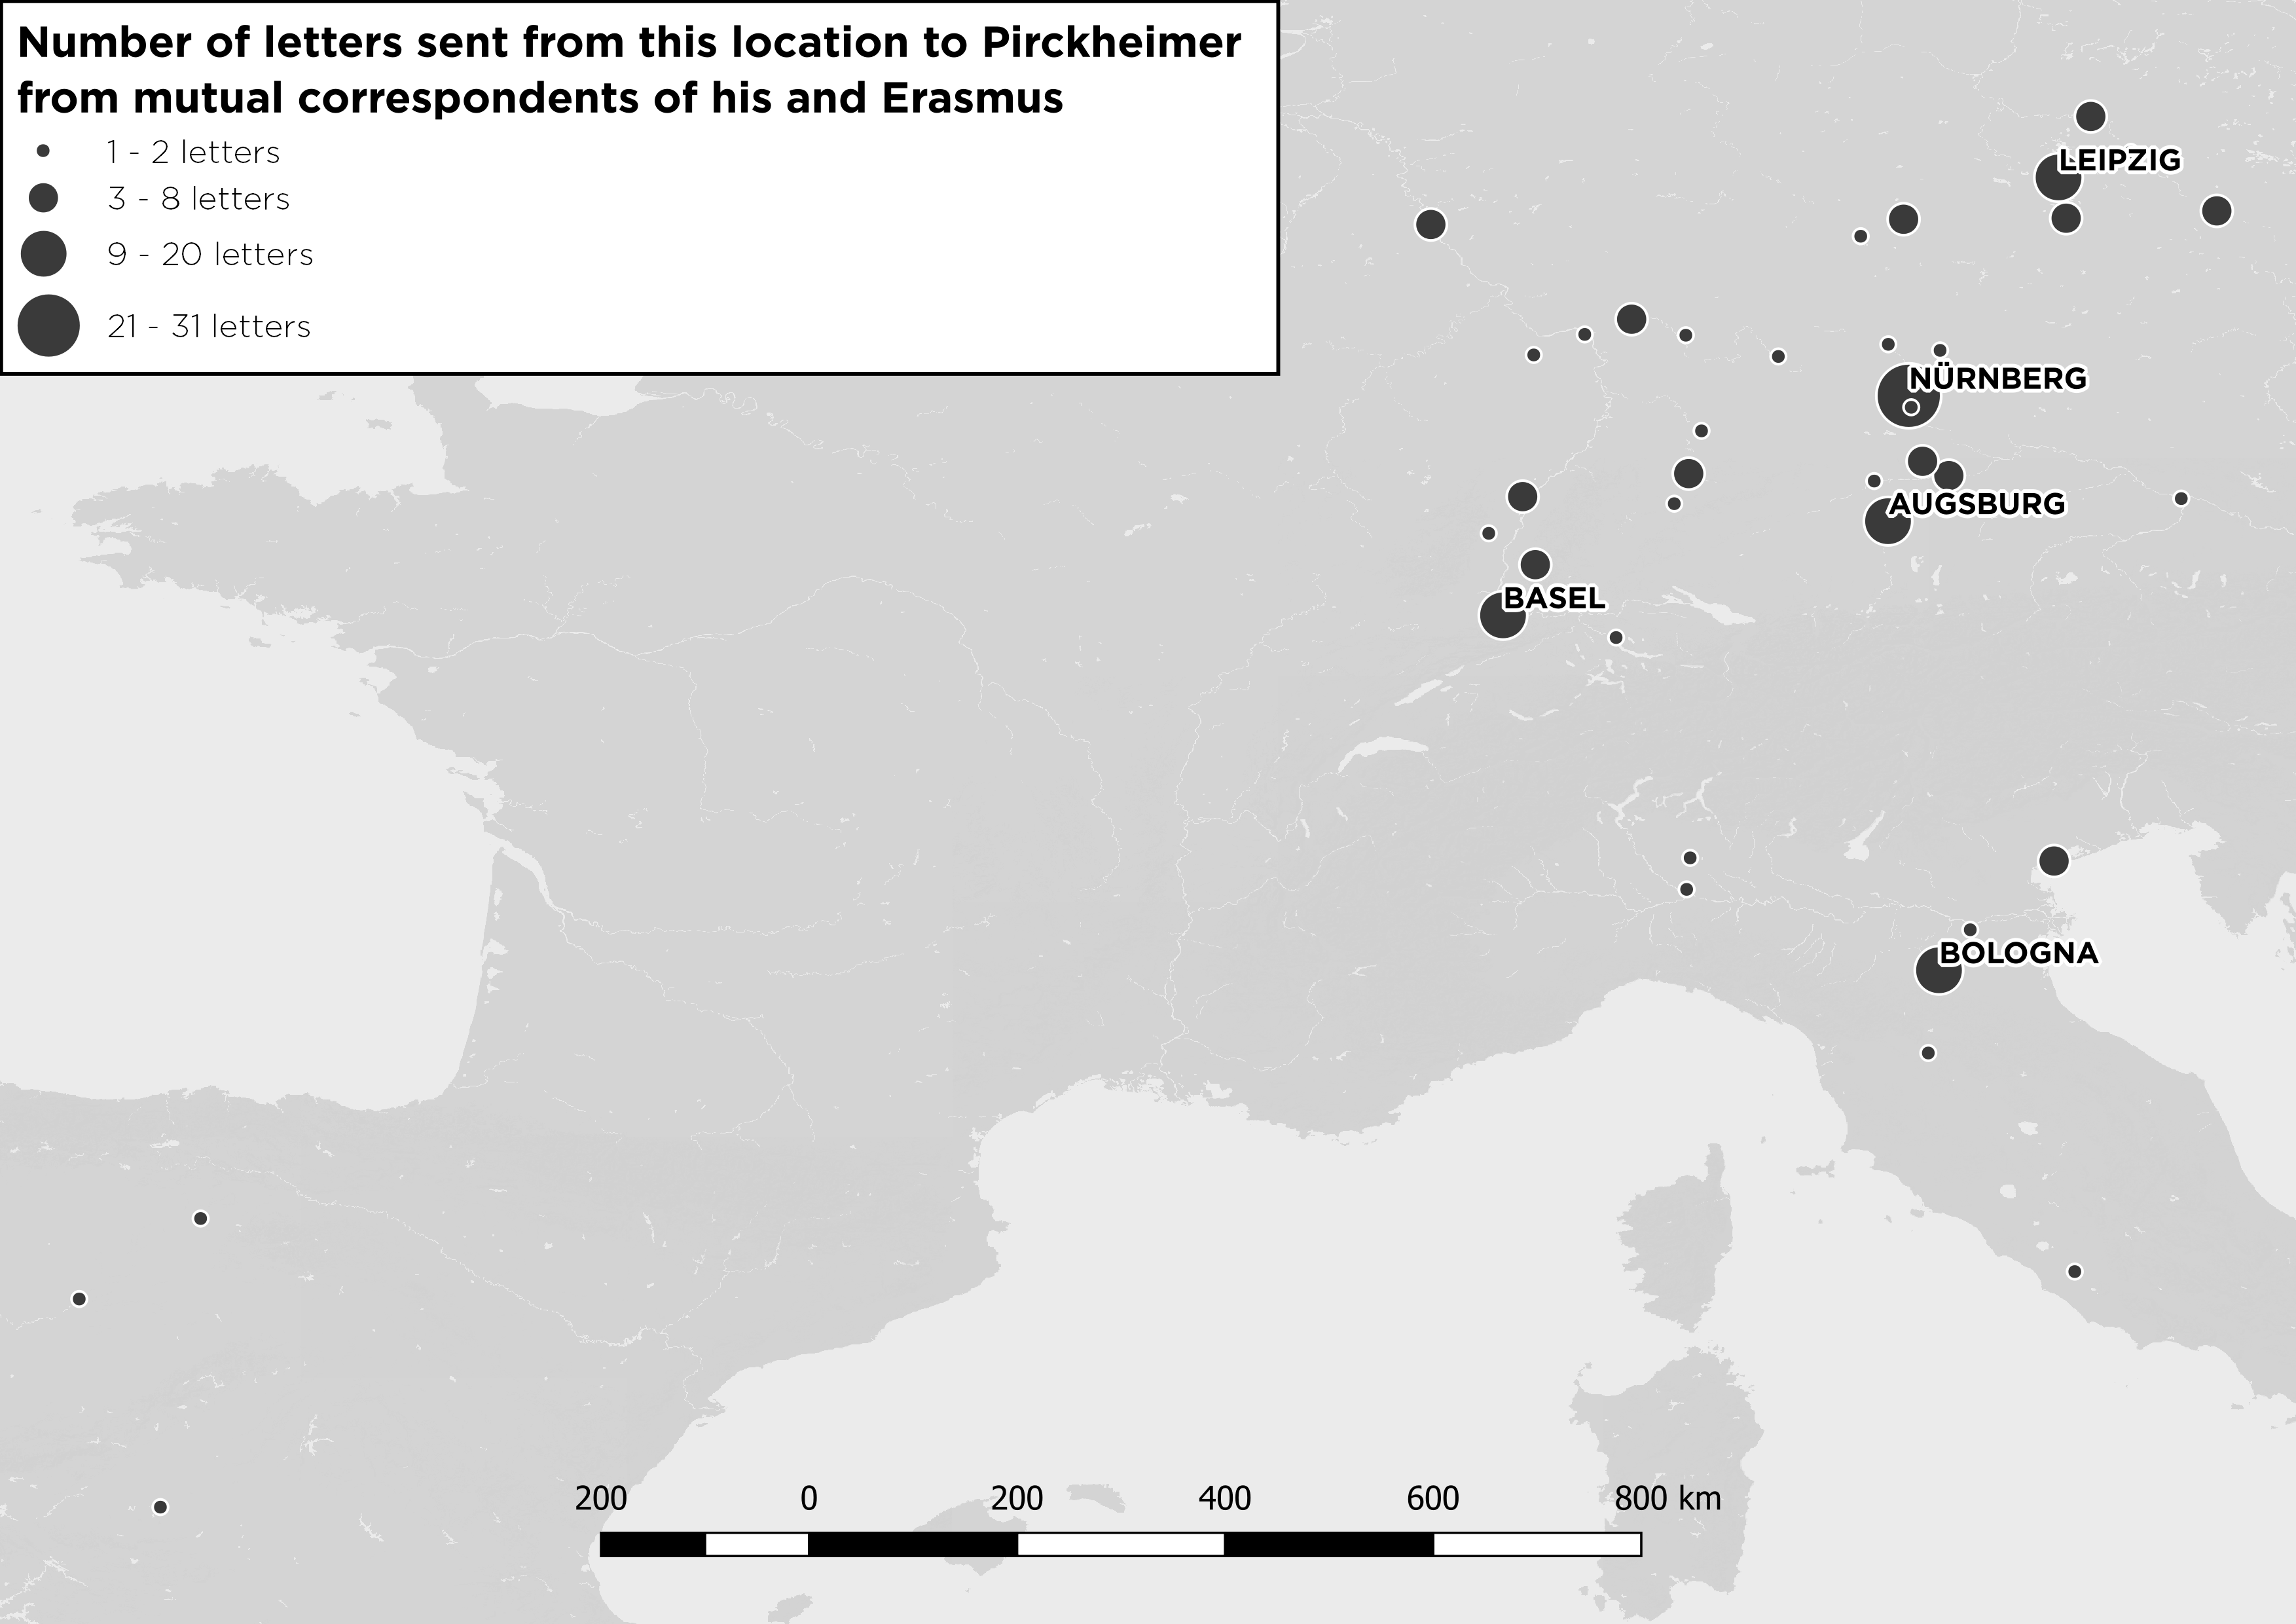 Number of letters sent from this location to Pirckheimer
from mutual correspondents of his and Erasmus
1 - 2 letters
3 - 8 letters
9 - 20 letters
21 - 31 letters
LEIPZIG
NÜRNBERG
AUGSBURG
BASEL
BOLOGNA
200 0 200 400 600 800 km